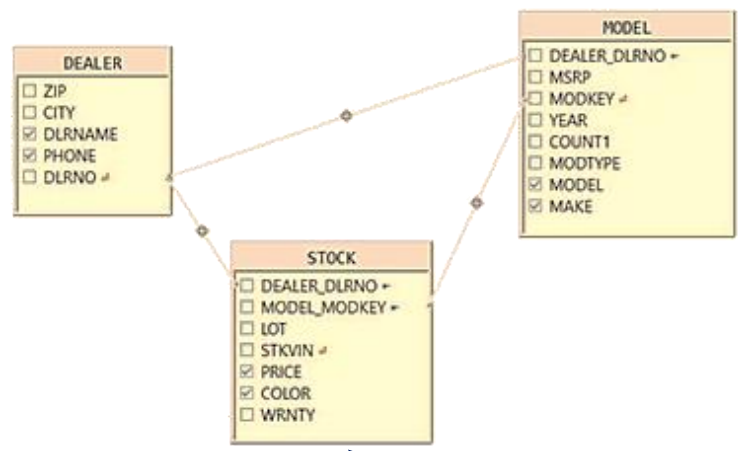 DEALER
ZIP
CITY
DLRNAME
PHONE
DLRNO
MODEL
DEALER_DLRNO
MSRP
MODKEY
YEAR
COUNT1
MODTYPE
MODEL
MAKE
STOCK
DEALER_DLRNO
MODEL_MODKEY
LOT
STKVIN
PRICE
COLOR
WRNTY